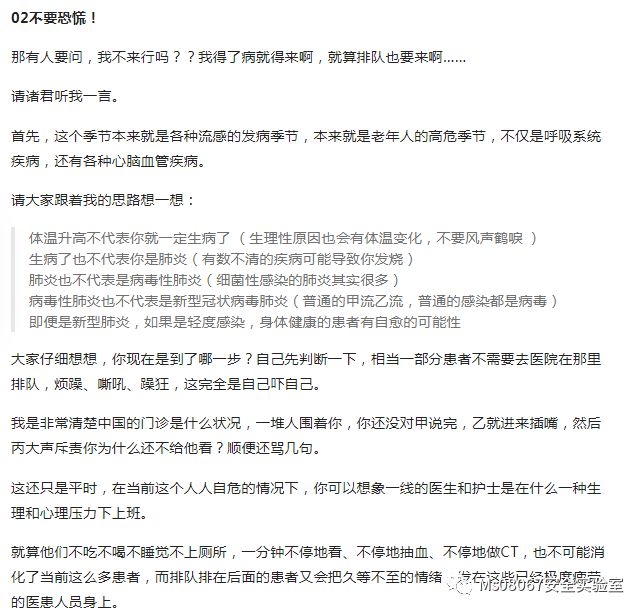 02不要恐慌！
那有人要问，我不来行吗？？我得了病就得来啊，就算排队也要来啊……
请诸君听我一言。
首先，这个季节本来就是各种流感的发病季节，本来就是老年人的高危季节，不仅是呼吸系统
疾病，还有各种心脑血管疾病。
请大家跟着我的思路想一想：
体温升高不代表你就一定生病了（生理性原因也会有体温变化，不要风声鹤唳 ）
生病了也不代表你是肺炎（有数不清的疾病可能导致你发烧）
肺炎也不代表是病毒性肺炎（细菌性感染的肺炎其实很多）
病毒性肺炎也不代表是新型冠状病毒肺炎（普通的甲流乙流，普通的感染都是病毒）
即便是新型肺炎，如果是轻度感染，身体健康的患者有自愈的可能性
大家仔细想想，你现在是到了哪一步？自己先判断一下，相当一部分患者不需要去医院在那里
排队，烦躁、嘶吼、躁狂，这完全是自己吓自己。
我是非常清楚中国的门诊是什么状况，一堆人围着你，你还没对甲说完，乙就进来插嘴，然后
丙大声斥责你为什么还不给他看？顺便还骂几句。
这还只是平时，在当前这个人人自危的情况下，你可以想象一线的医生和护士是在什么一种生
理和心理压力下上班。
就算他们不吃不喝不睡觉不上厕所，一分钟不停地看、不停地抽血、不停地做CT，也不可能消
化了当前这么多患者，而排队排在后面的患者又会把久等不至的情绪，发在这些已经极度疲劳
的医患人员身上。
Ms08067安全实验室